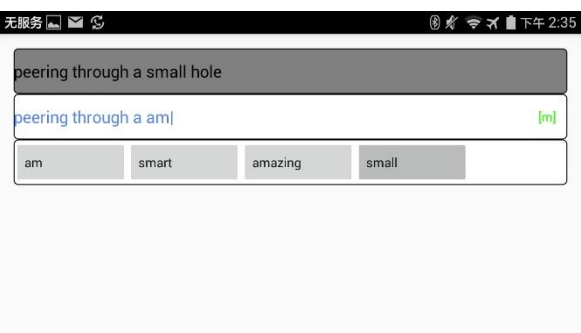 无服务 下午 2:35
peering through a small hole
peering through a am
[m]
am smart amazing small